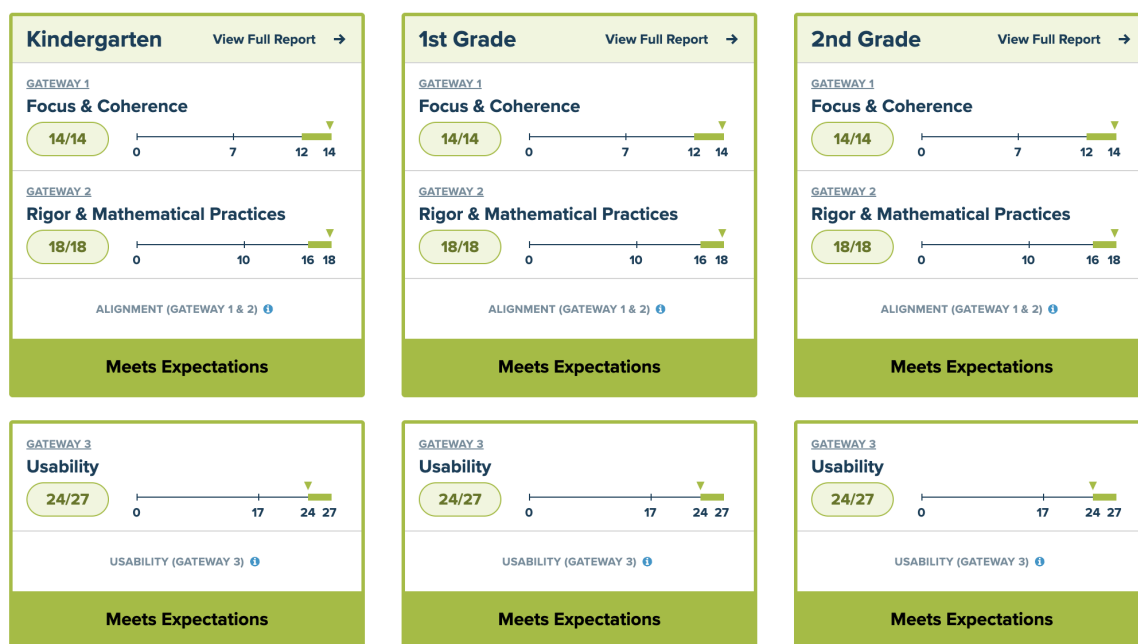 Kindergarten View Full Report →
GATEWAY 1
Focus & Coherence
14/14
0 7 12 14
GATEWAY 2
Rigor & Mathematical Practices
18/18
0 10 16 18
ALIGNMENT (GATEWAY 1 & 2)
Meets Expectations
1st Grade View Full Report →
GATEWAY 1
Focus & Coherence
14/14
0 7 12 14
GATEWAY 2
Rigor & Mathematical Practices
18/18
0 10 16 18
ALIGNMENT (GATEWAY 1 & 2)
Meets Expectations
2nd Grade View Full Report →
GATEWAY 1
Focus & Coherence
14/14
0 7 12 14
GATEWAY 2
Rigor & Mathematical Practices
18/18
0 10 16 18
ALIGNMENT (GATEWAY 1 & 2)
Meets Expectations
GATEWAY 3
Usability
24/27
0 17 24 27
USABILITY (GATEWAY 3)
Meets Expectations
GATEWAY 3
Usability
24/27
0 17 24 27
USABILITY (GATEWAY 3)
Meets Expectations
GATEWAY 3
Usability
24/27
0 17 24 27
USABILITY (GATEWAY 3)
Meets Expectations